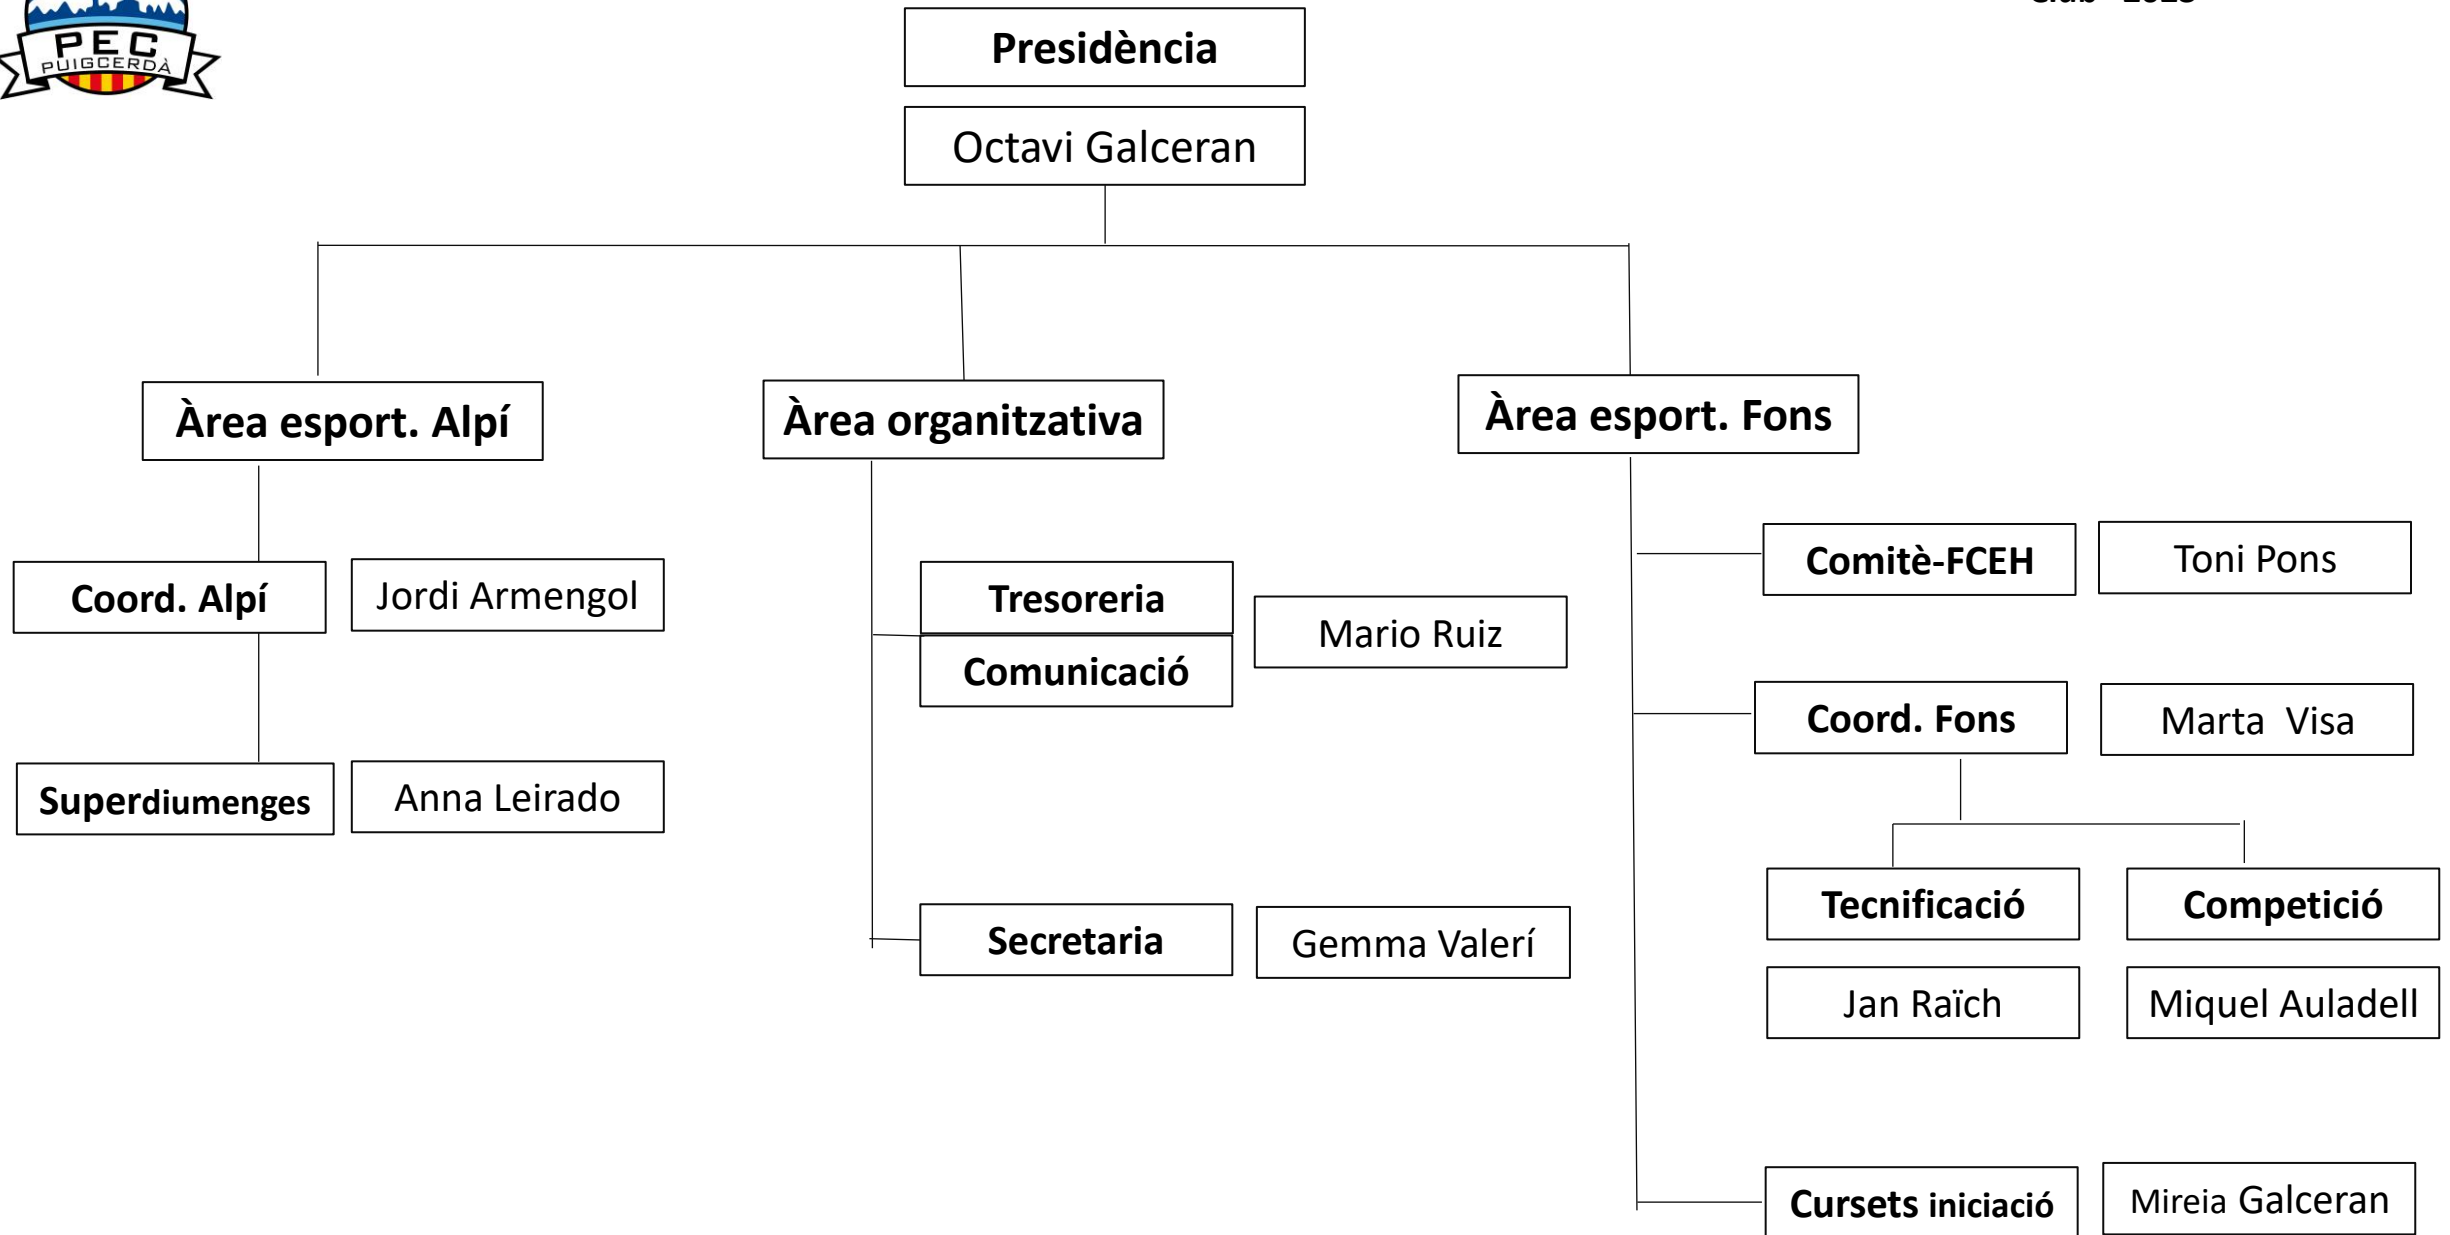 PEC
PUIGCERDÀ
Presidència
Octavi Galceran
Àrea esport. Alpí
Àrea organitzativa
Àrea esport. Fons
Coord. Alpí
Jordi Armengol
Superdiumenges
Anna Leirado
Tresoreria
Comunicació
Mario Ruiz
Secretaria
Gemma Valerí
Comitè-FCEH
Toni Pons
Coord. Fons
Marta Visa
Tecnificació
Competició
Jan Raïch
Miquel Auladell
Cursets iniciació
Mireia Galceran